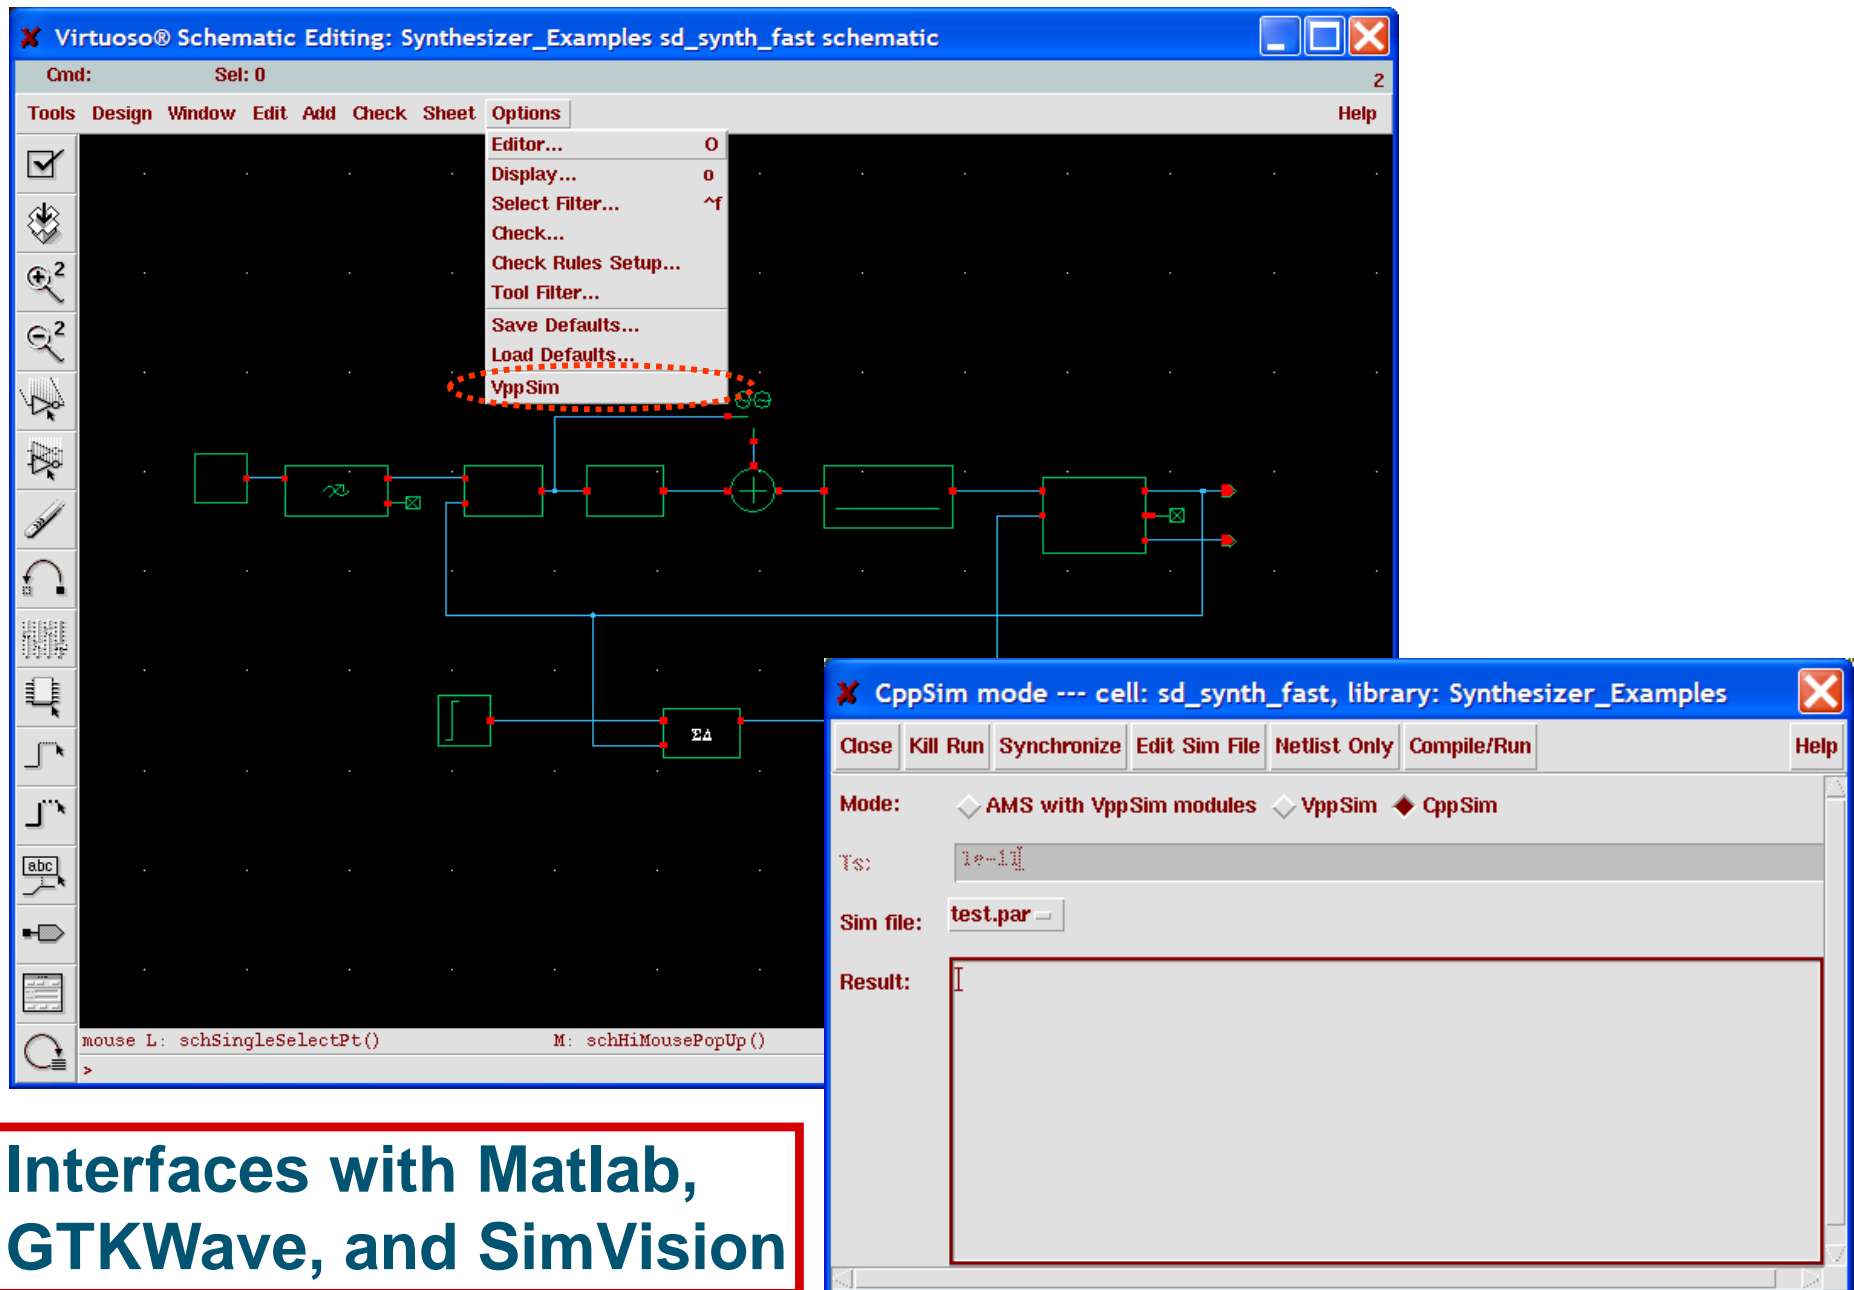 Virtuoso® Schematic Editing: Synthesizer_Examples sd_synth_fast schematic
Cmd: Sel: 0 2
Tools Design Window Edit Add Check Sheet Options Help
Editor... O
Display... o
Select Filter... ^f
Check...
Check Rules Setup...
Tool Filter...
Save Defaults...
Load Defaults...
VppSim
2
2
abc
ΣΔ
mouse L: schSingleSelectPt() M: schHiMousePopUp()
>
CppSim mode --- cell: sd_synth_fast, library: Synthesizer_Examples
Close Kill Run Synchronize Edit Sim File Netlist Only Compile/Run Help
Mode: AMS with VppSim modules VppSim CppSim
Ts: 1e-11
Sim file: test.par
Result:
Interfaces with Matlab,
GTKWave, and SimVision